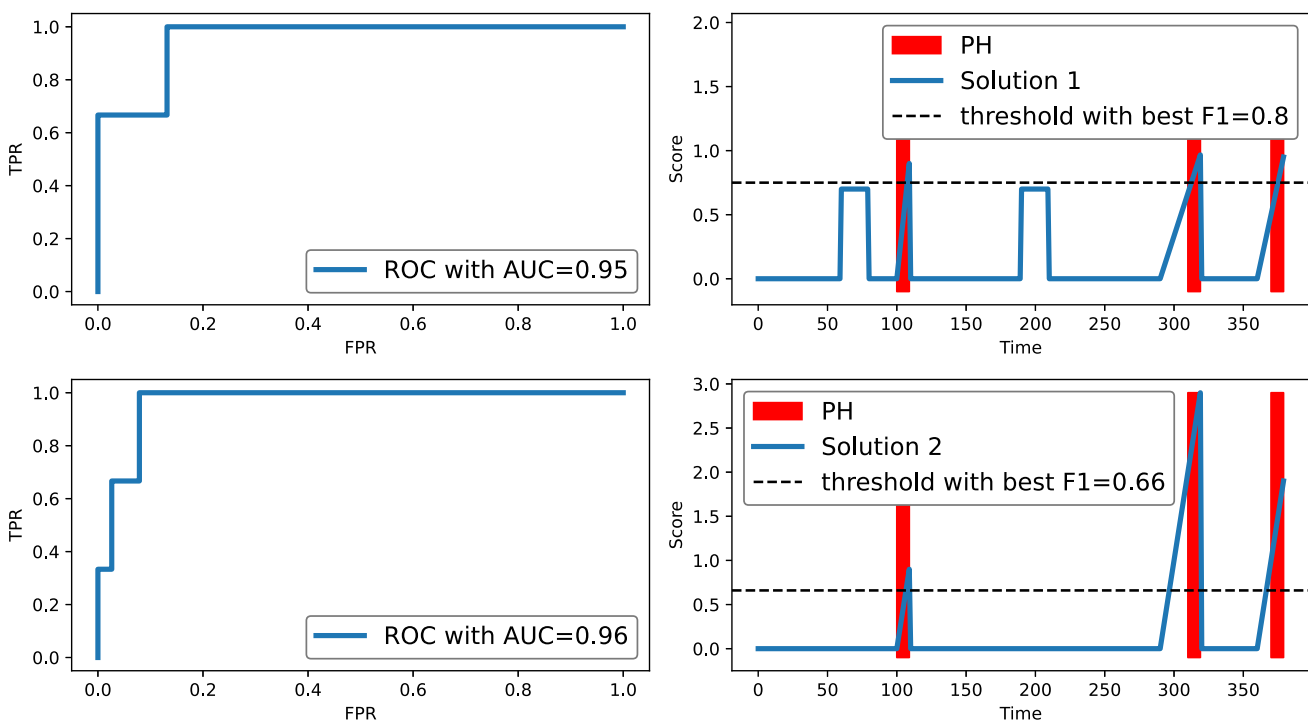 1.0
0.8
0.6
0.4
0.2
0.0
TPR
0.0 0.2 0.4 0.6 0.8 1.0
FPR
ROC with AUC=0.95
2.0
1.5
1.0
0.5
0.0
Score
PH
Solution 1
threshold with best F1=0.8
0 50 100 150 200 250 300 350
Time
1.0
0.8
0.6
0.4
0.2
0.0
TPR
0.0 0.2 0.4 0.6 0.8 1.0
FPR
ROC with AUC=0.96
3.0
2.5
2.0
1.5
1.0
0.5
0.0
Score
PH
Solution 2
threshold with best F1=0.66
0 50 100 150 200 250 300 350
Time